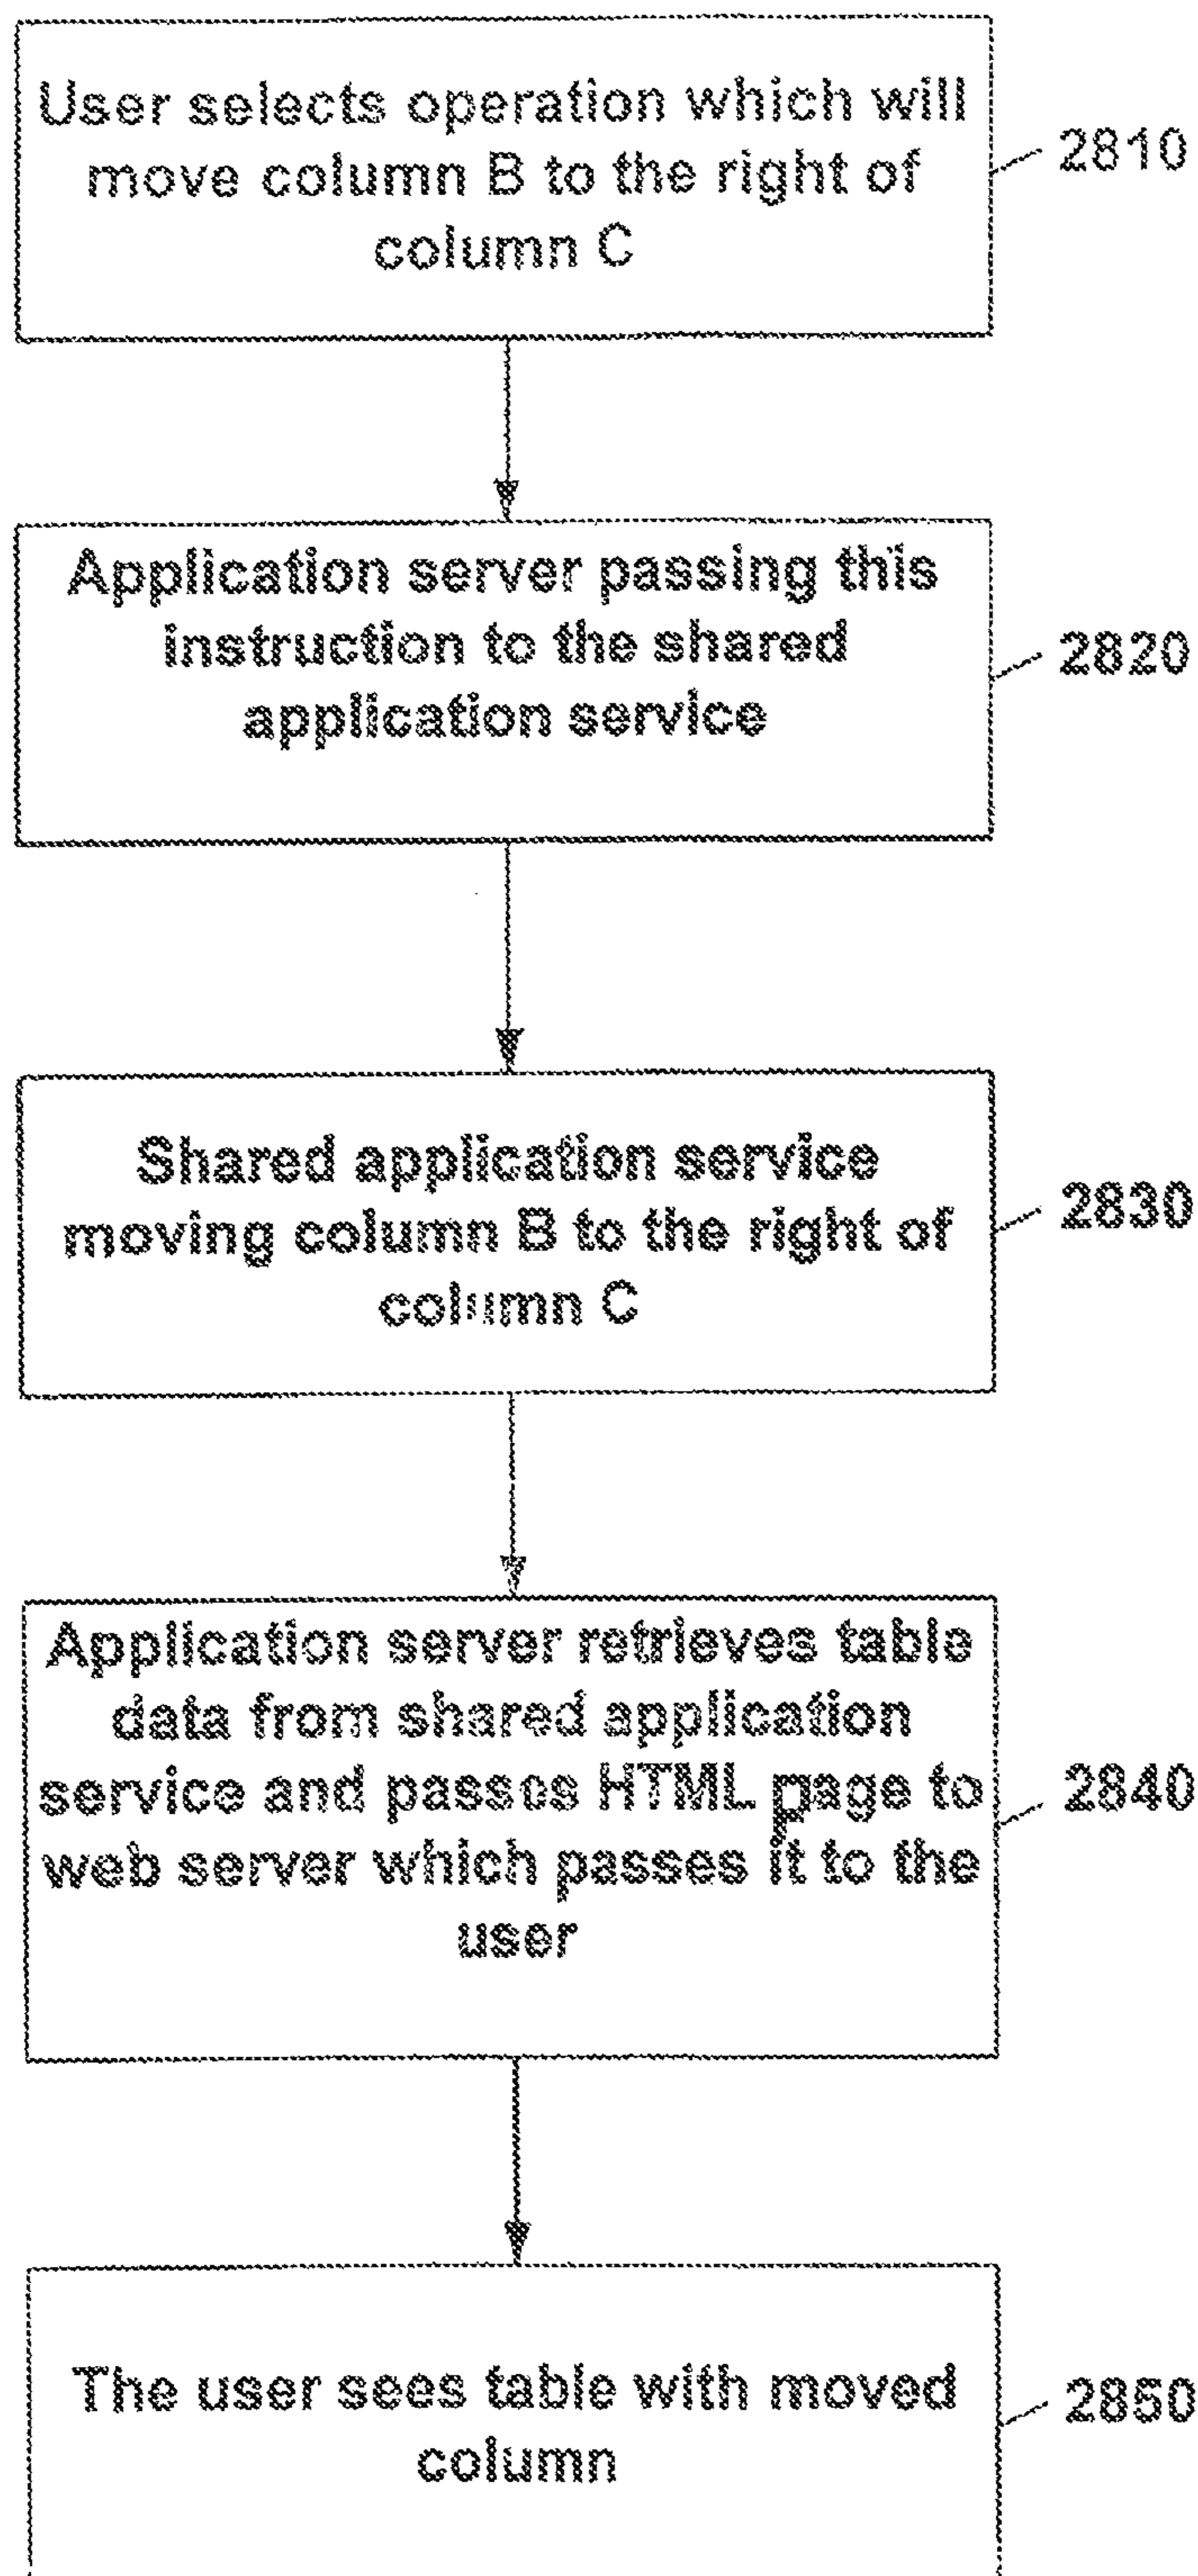 User selects operation which will
move column B to the right of
column C
2810
Application server passing this
instruction to the shared
application service
2820
Shared application service
moving column B to the right of
column C
2830
Application server retrieves table
data from shared application
service and passes HTML page to
web server which passes it to the
user
2840
The user sees table with moved
column
2850